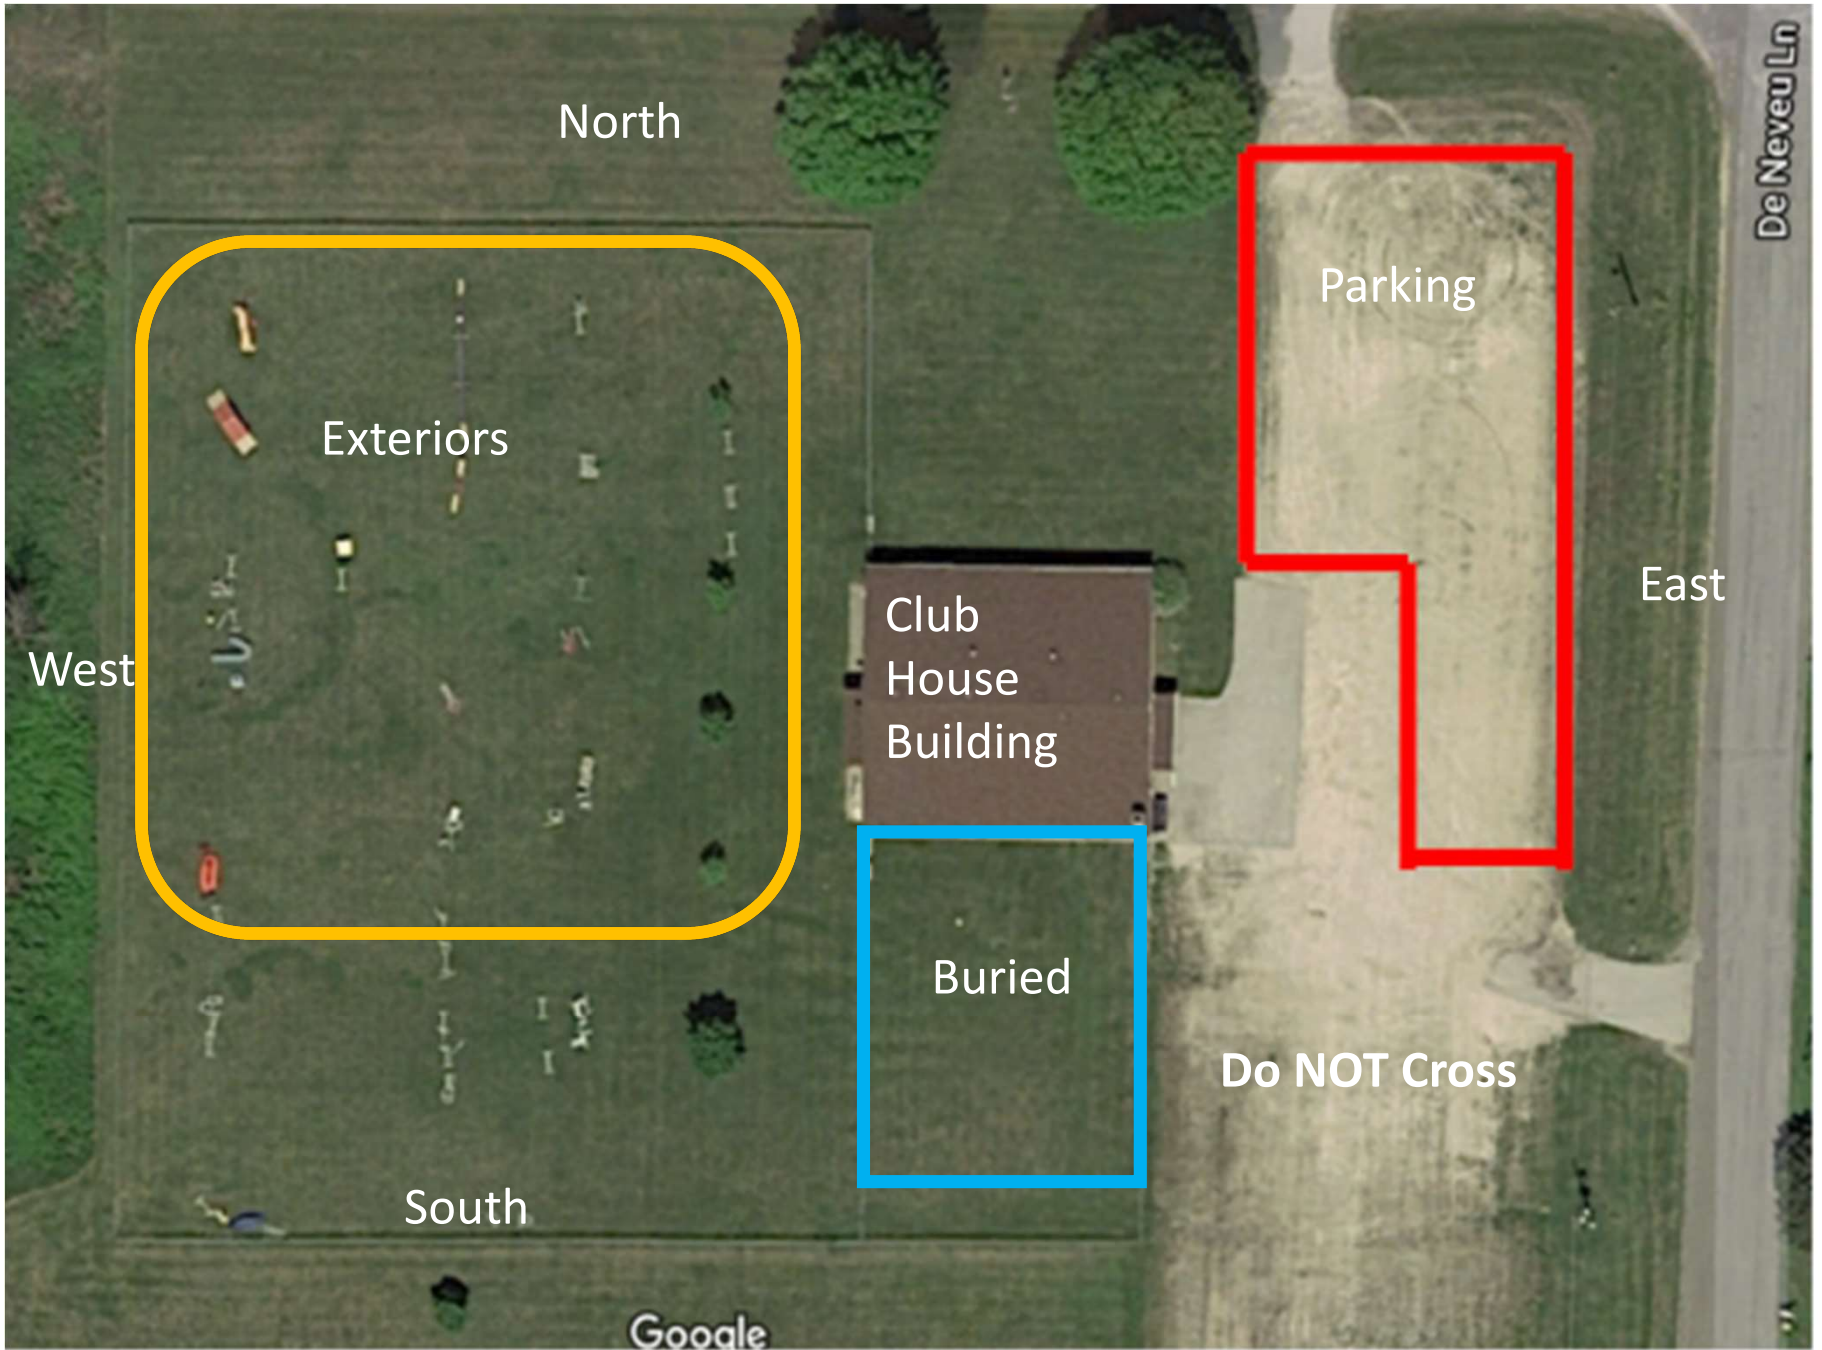 North
De Neveu Ln
Parking
Exteriors
East
Club
House
Building
West
Buried
Do NOT Cross
South
Google